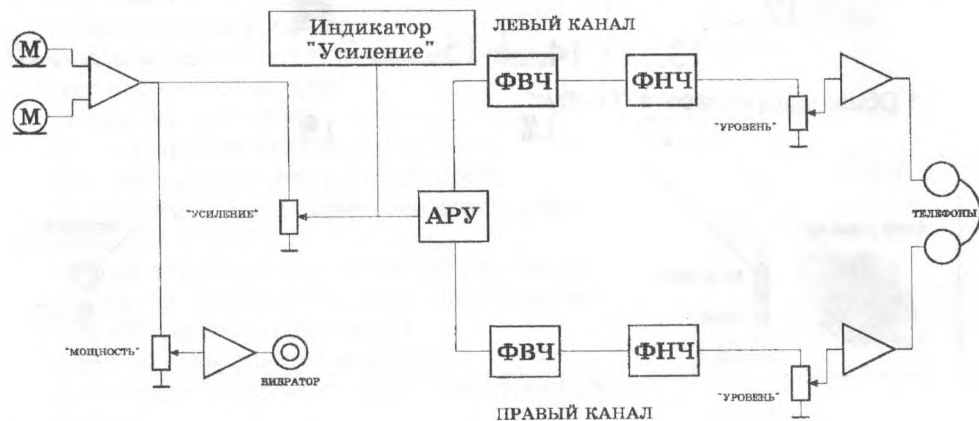 Индикатор
"Усиление"
ЛЕВЫЙ КАНАЛ
М
М
ФВЧ
ФНЧ
"УРОВЕНЬ"
"УСИЛЕНИЕ"
АРУ
ТЕЛЕФОНЫ
"МОЩНОСТЬ"
ВИБРАТОР
ФВЧ
ФНЧ
"УРОВЕНЬ"
ПРАВЫЙ КАНАЛ